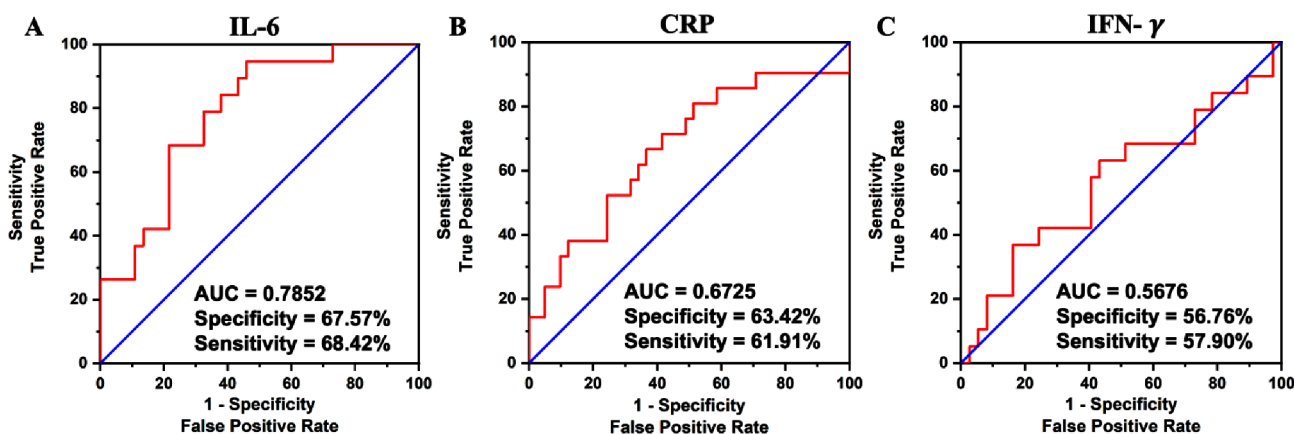 A
IL-6
100
80
60
40
20
0
Sensitivity
True Positive Rate
AUC = 0.7852
Specificity = 67.57%
Sensitivity = 68.42%
0 20 40 60 80 100
1 - Specificity
False Positive Rate
B
CRP
100
80
60
40
20
0
Sensitivity
True Positive Rate
AUC = 0.6725
Specificity = 63.42%
Sensitivity = 61.91%
0 20 40 60 80 100
1 - Specificity
False Positive Rate
C
IFN- γ
100
80
60
40
20
0
Sensitivity
True Positive Rate
AUC = 0.5676
Specificity = 56.76%
Sensitivity = 57.90%
0 20 40 60 80 100
1 - Specificity
False Positive Rate